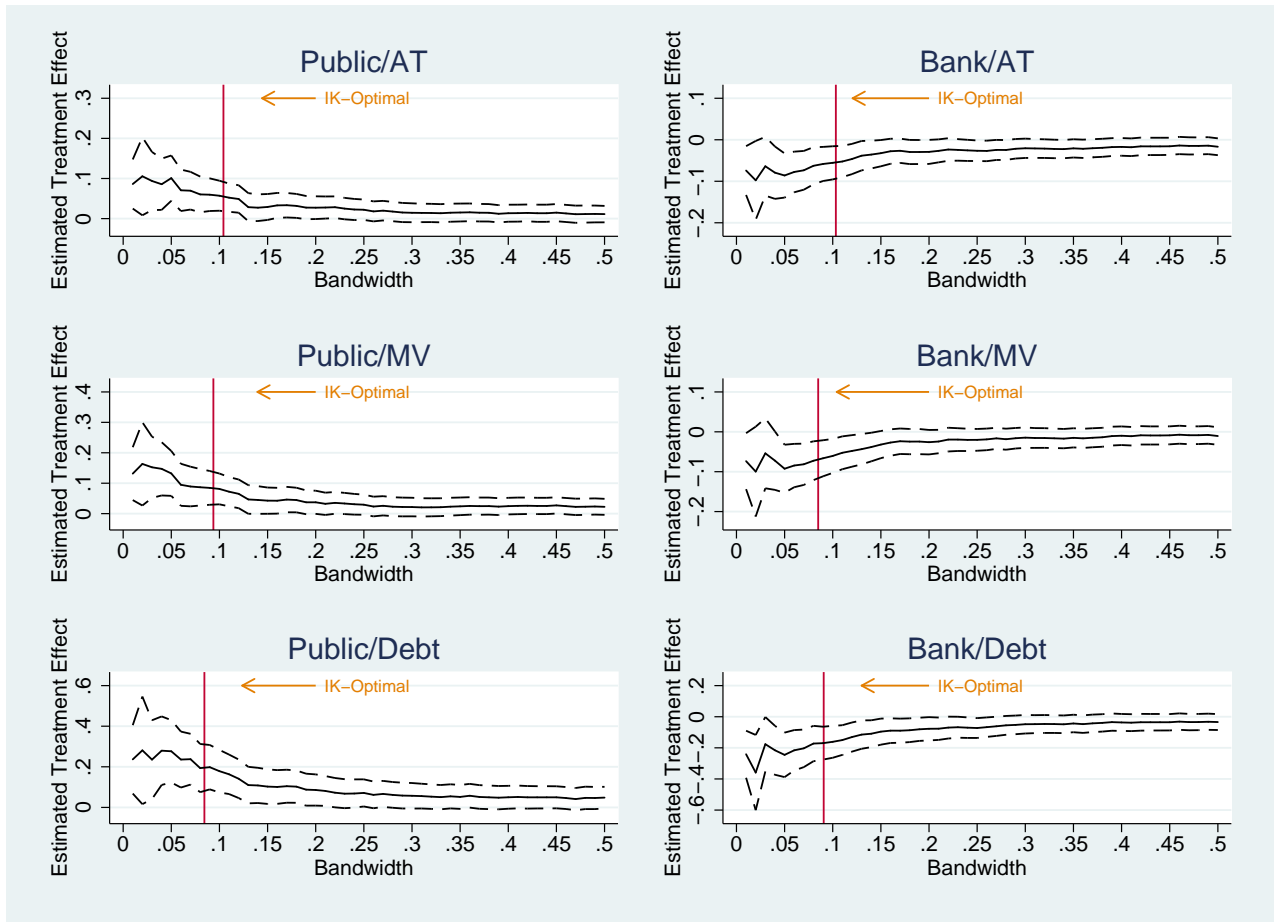 Public/AT
Estimated Treatment Effect
.3
.2
.1
0
IK−Optimal
0 .05 .1 .15 .2 .25 .3 .35 .4 .45 .5
Bandwidth
Bank/AT
Estimated Treatment Effect
.1
0
−.1
−.2
IK−Optimal
0 .05 .1 .15 .2 .25 .3 .35 .4 .45 .5
Bandwidth
Public/MV
Estimated Treatment Effect
.4
.3
.2
.1
0
IK−Optimal
0 .05 .1 .15 .2 .25 .3 .35 .4 .45 .5
Bandwidth
Bank/MV
Estimated Treatment Effect
.1
0
−.1
−.2
IK−Optimal
0 .05 .1 .15 .2 .25 .3 .35 .4 .45 .5
Bandwidth
Public/Debt
Estimated Treatment Effect
.6
.4
.2
0
IK−Optimal
0 .05 .1 .15 .2 .25 .3 .35 .4 .45 .5
Bandwidth
Bank/Debt
Estimated Treatment Effect
.2
0
−.2
−.4
−.6
IK−Optimal
0 .05 .1 .15 .2 .25 .3 .35 .4 .45 .5
Bandwidth